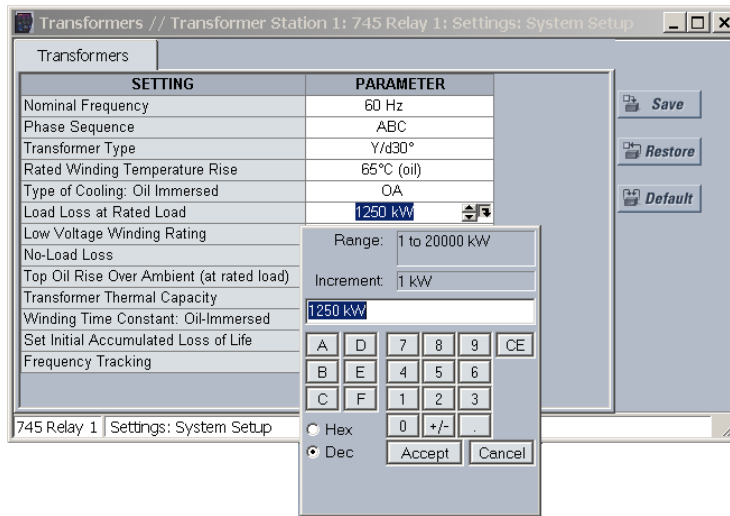 Transformers // Transformer Station 1: 745 Relay 1: Settings: System Setup
Transformers
SETTING PARAMETER
Nominal Frequency 60 Hz
Phase Sequence ABC
Transformer Type Y/d30°
Rated Winding Temperature Rise 65°C (oil)
Type of Cooling: Oil Immersed OA
Load Loss at Rated Load 1250 kW
Low Voltage Winding Rating
No-Load Loss
Top Oil Rise Over Ambient (at rated load)
Transformer Thermal Capacity
Winding Time Constant: Oil-Immersed
Set Initial Accumulated Loss of Life
Frequency Tracking
Save
Restore
Default
Range: 1 to 20000 kW
Increment: 1 kW
1250 kW
A D 7 8 9 CE
B E 4 5 6
C F 1 2 3
Hex 0 +/- .
Dec Accept Cancel
745 Relay 1 Settings: System Setup